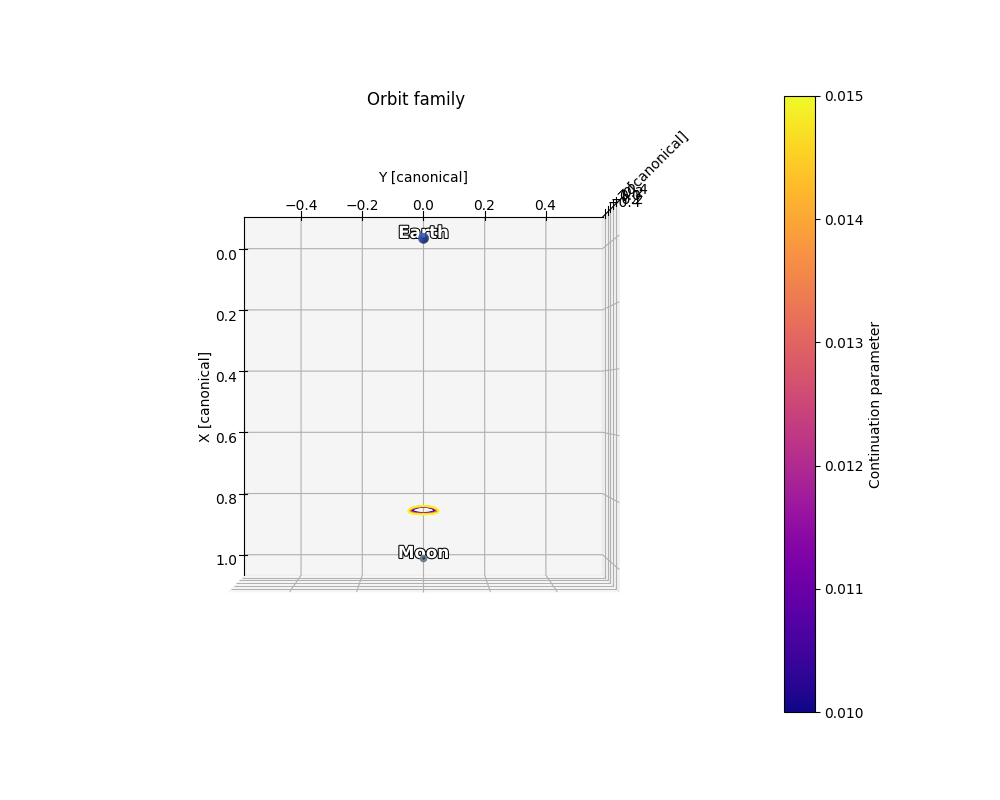 Orbit family
Y [canonical]
−0.4 −0.2 0.0 0.2 0.4
[canonical]
Earth
0.0
0.2
0.4
0.6
0.8
1.0
X [canonical]
Moon
0.015
0.014
0.013
0.012
0.011
0.010
Continuation parameter